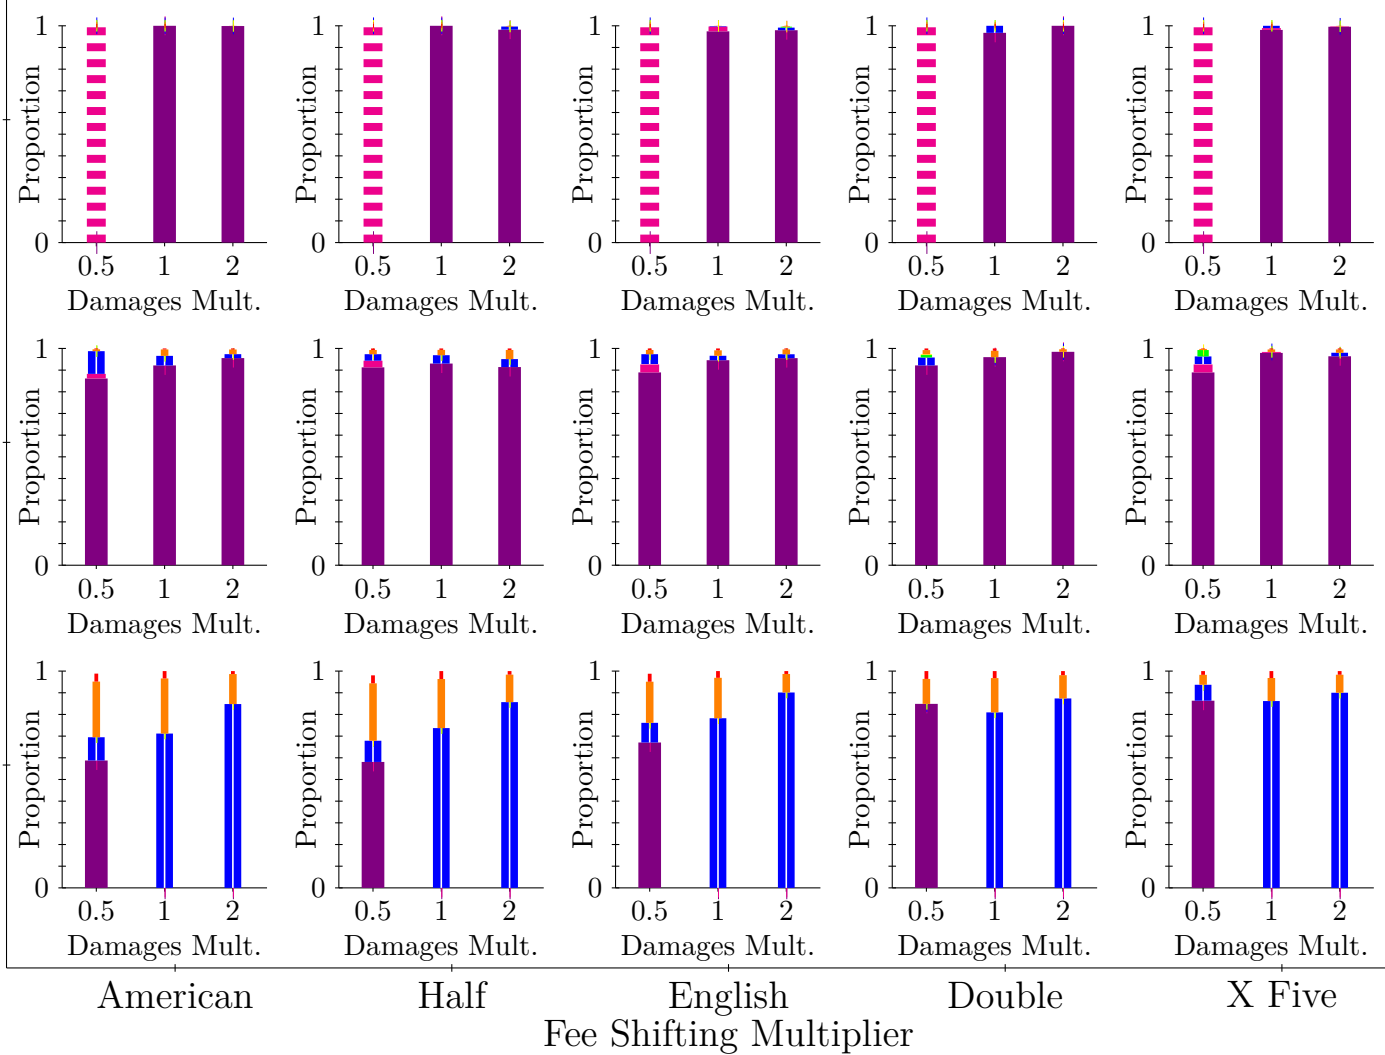 1 1 1 1 1
Proportion Proportion Proportion Proportion Proportion
0 0 0 0 0
0.5 1 2 0.5 1 2 0.5 1 2 0.5 1 2 0.5 1 2
Damages Mult. Damages Mult. Damages Mult. Damages Mult. Damages Mult.
1 1 1 1 1
Proportion Proportion Proportion Proportion Proportion
0 0 0 0 0
0.5 1 2 0.5 1 2 0.5 1 2 0.5 1 2 0.5 1 2
Damages Mult. Damages Mult. Damages Mult. Damages Mult. Damages Mult.
1 1 1 1 1
Proportion Proportion Proportion Proportion Proportion
0 0 0 0 0
0.5 1 2 0.5 1 2 0.5 1 2 0.5 1 2 0.5 1 2
Damages Mult. Damages Mult. Damages Mult. Damages Mult. Damages Mult.
American Half English Double X Five
Fee Shifting Multiplier